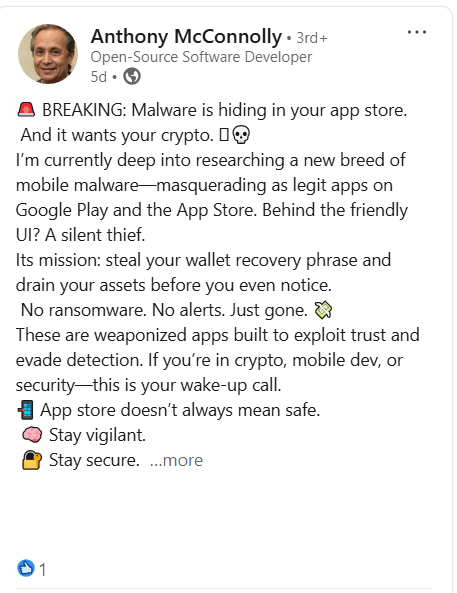 Anthony McConnolly • 3rd+
Open-Source Software Developer
5d •
🚨 BREAKING: Malware is hiding in your app store.
And it wants your crypto. ▯💀
I’m currently deep into researching a new breed of
mobile malware—masquerading as legit apps on
Google Play and the App Store. Behind the friendly
UI? A silent thief.
Its mission: steal your wallet recovery phrase and
drain your assets before you even notice.
No ransomware. No alerts. Just gone. 💸
These are weaponized apps built to exploit trust and
evade detection. If you’re in crypto, mobile dev, or
security—this is your wake-up call.
📲 App store doesn’t always mean safe.
🧠 Stay vigilant.
🔐 Stay secure. ...more
1